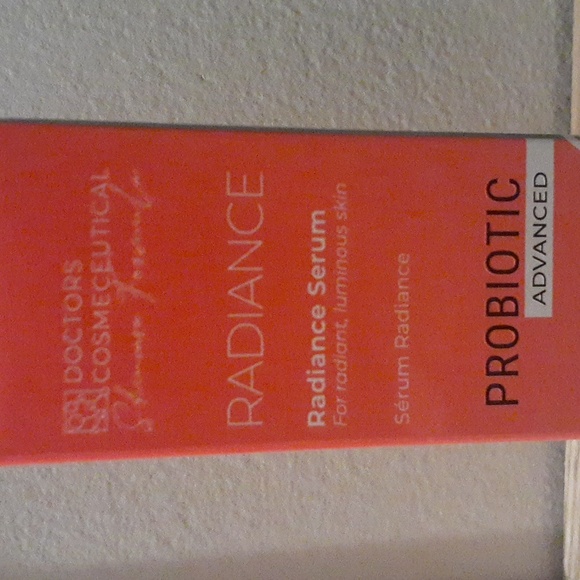 DOCTORS
COSMECEUTICAL
RADIANCE
Radiance Serum
For radiant, luminous skin
Sérum Radiance
PROBIOTIC
ADVANCED